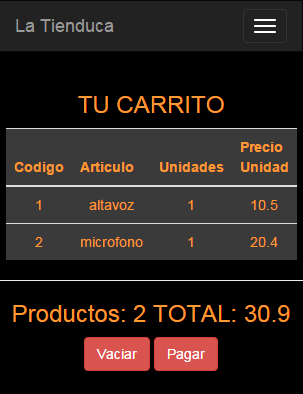 La Tienduca
TU CARRITO
Codigo Articulo Unidades Precio Unidad
1 altavoz 1 10.5
2 microfono 1 20.4
Productos: 2 TOTAL: 30.9
Vaciar Pagar